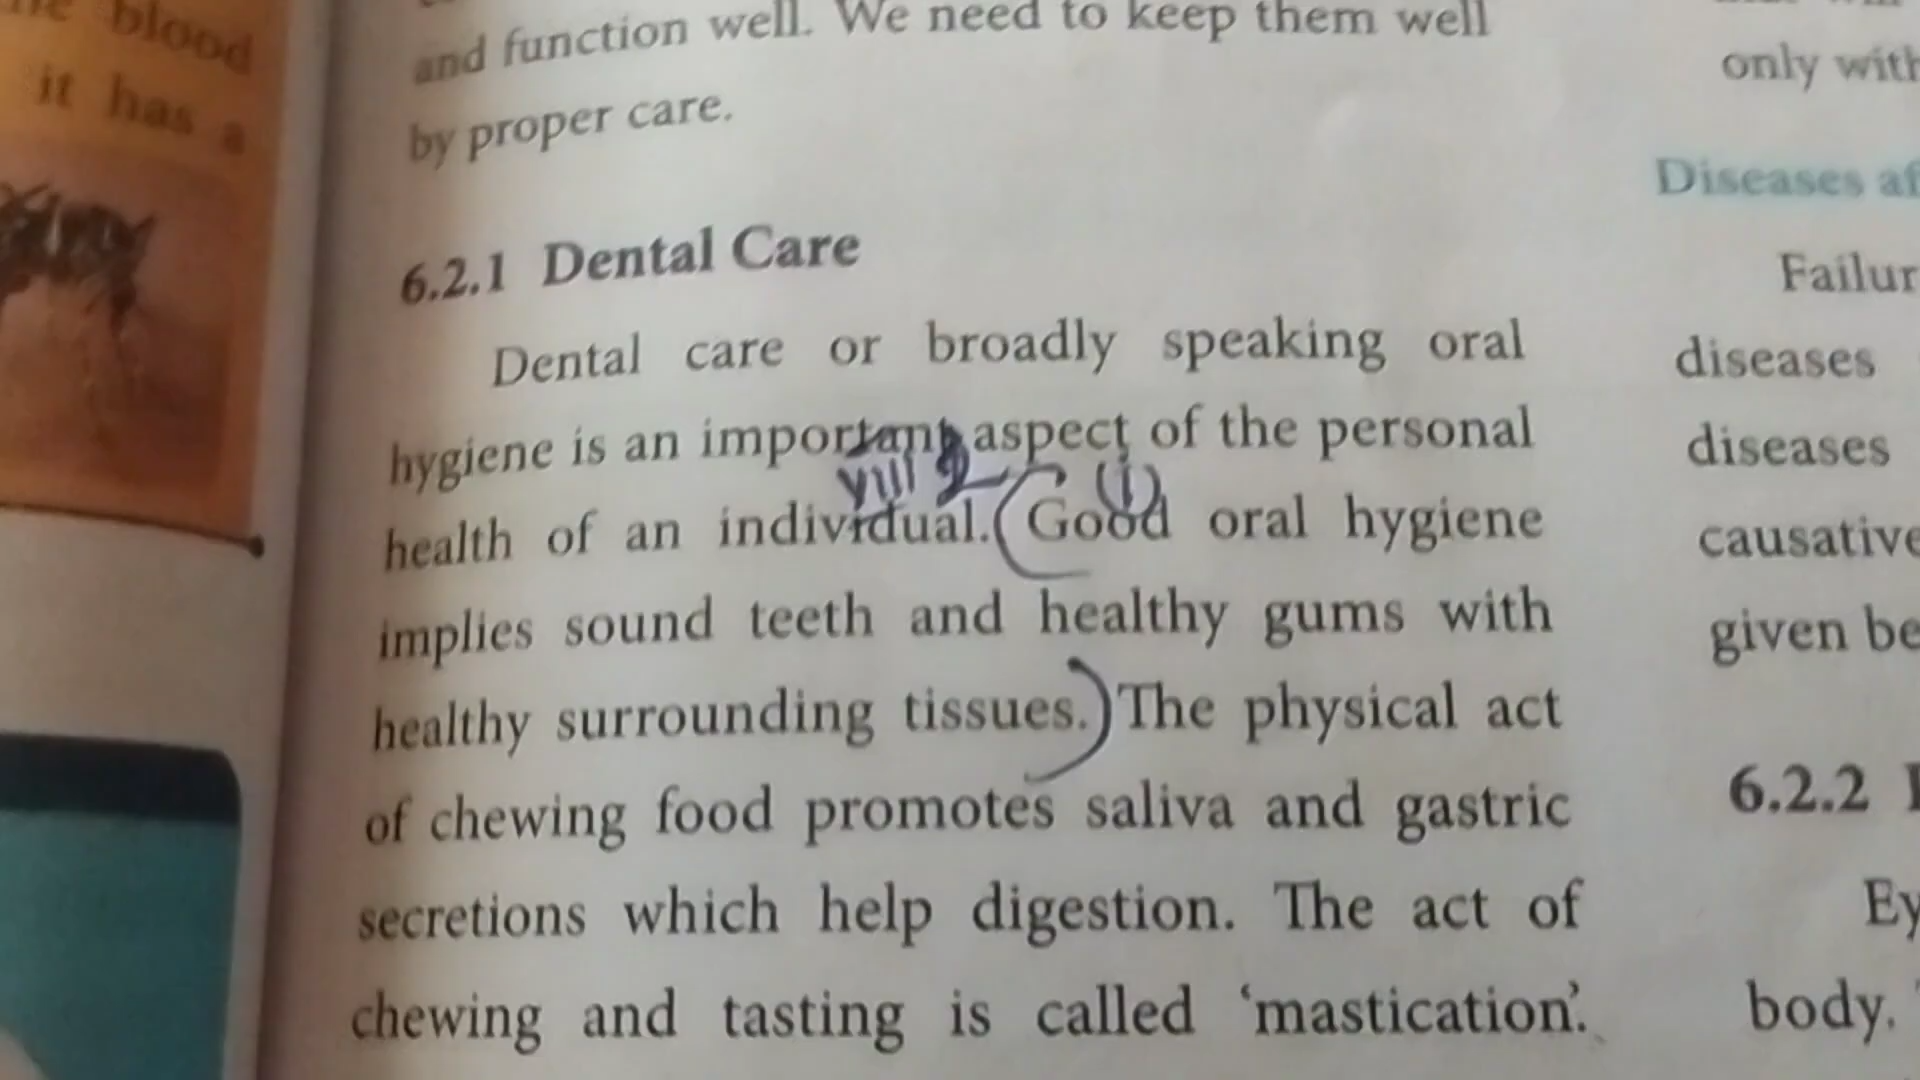 blood
it has a
and function well. We need to keep them well
by proper care.
6.2.1 Dental Care
Dental care or broadly speaking oral
hygiene is an important aspect of the personal
VIII 2 (i)
health of an individual. (Good oral hygiene
implies sound teeth and healthy gums with
healthy surrounding tissues.) The physical act
of chewing food promotes saliva and gastric
secretions which help digestion. The act of
chewing and tasting is called ‘mastication’.
only with
Diseases af
Failur
diseases
diseases
causative
given be
6.2.2
Ey
body.